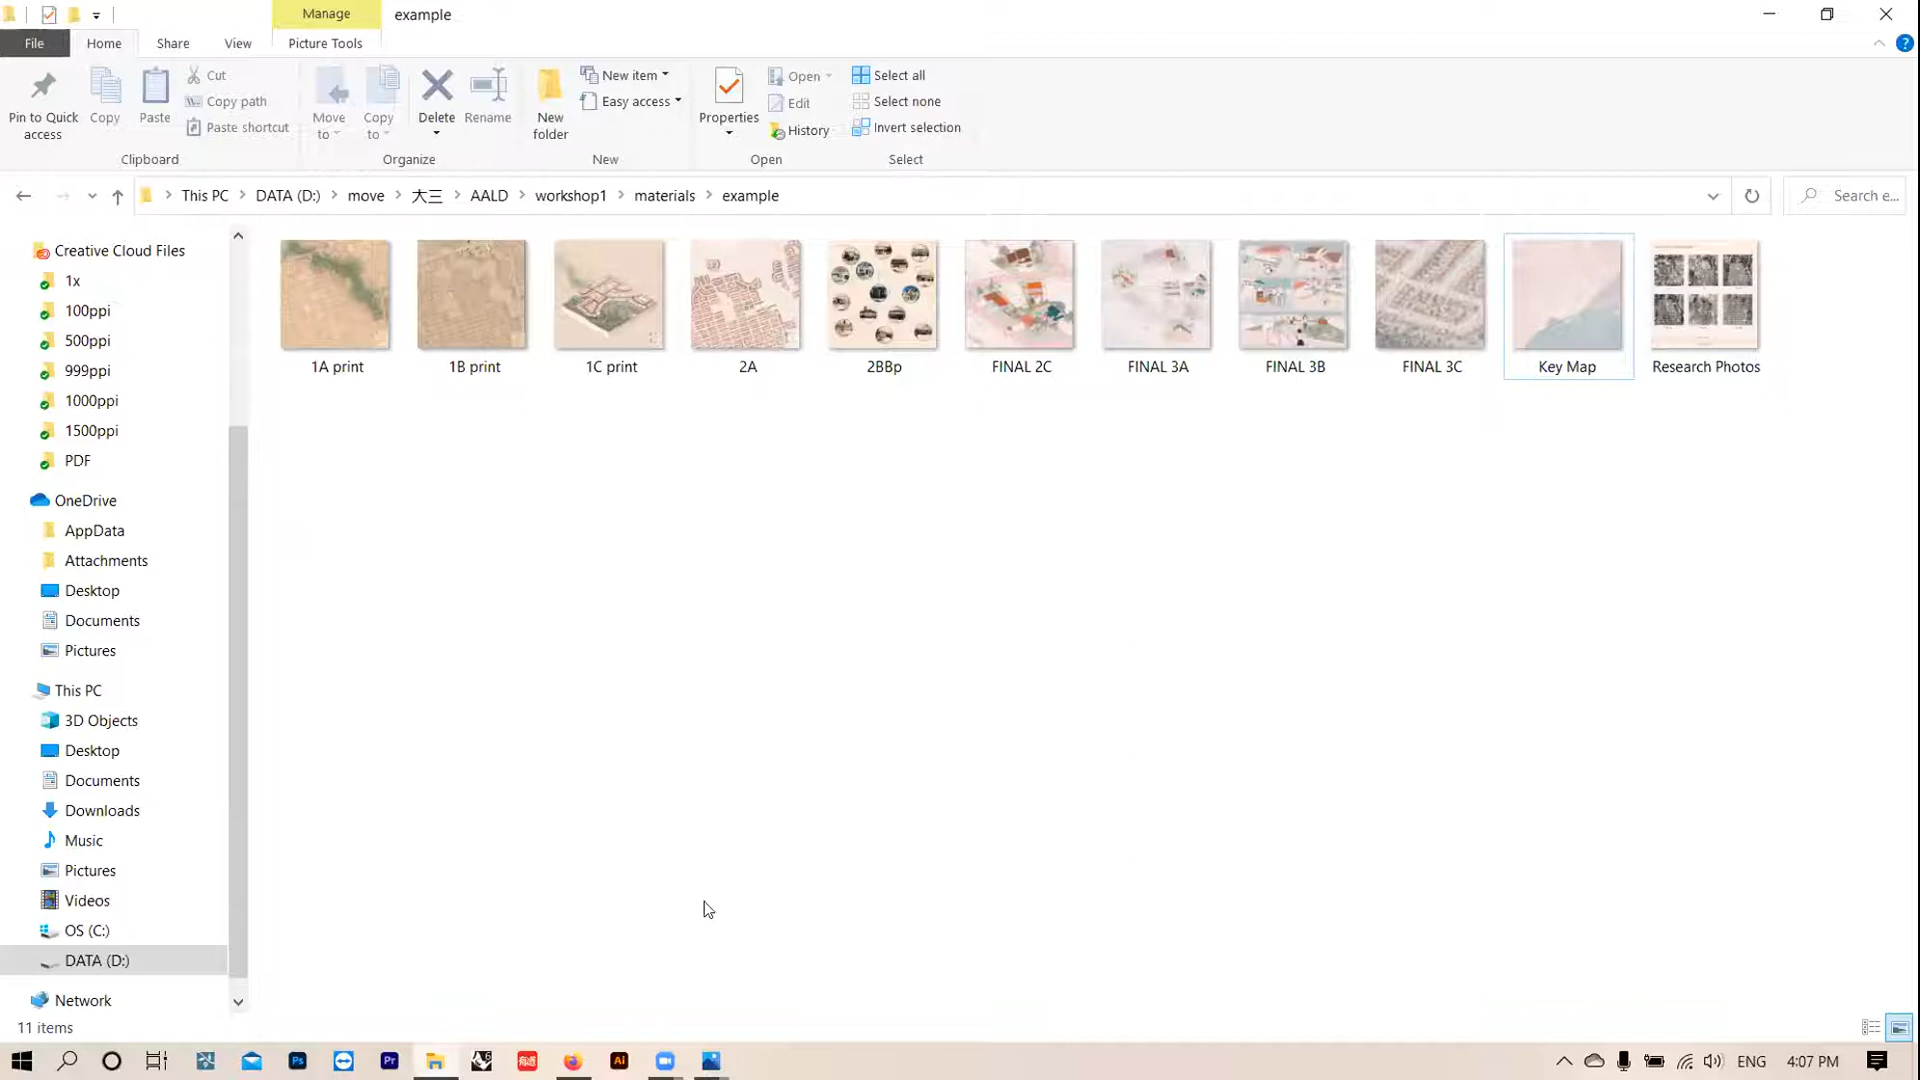 Manage
example
File
Home
Share
View
Picture Tools
Pin to Quick
access
Copy
Paste
Cut
Copy path
Paste shortcut
Clipboard
Move
to
Copy
to
Delete
Rename
Organize
New
folder
New item
Easy access
New
Properties
Open
Edit
History
Open
Select all
Select none
Invert selection
Select
This PC > DATA (D:) > move > 大三 > AALD > workshop1 > materials > example
Search e...
Creative Cloud Files
1x
100ppi
500ppi
999ppi
1000ppi
1500ppi
PDF
OneDrive
AppData
Attachments
Desktop
Documents
Pictures
This PC
3D Objects
Desktop
Documents
Downloads
Music
Pictures
Videos
OS (C:)
DATA (D:)
Network
1A print
1B print
1C print
2A
2BBp
FINAL 2C
FINAL 3A
FINAL 3B
FINAL 3C
Key Map
Research Photos
11 items
Ps
Pr
Ai
ENG
4:07 PM